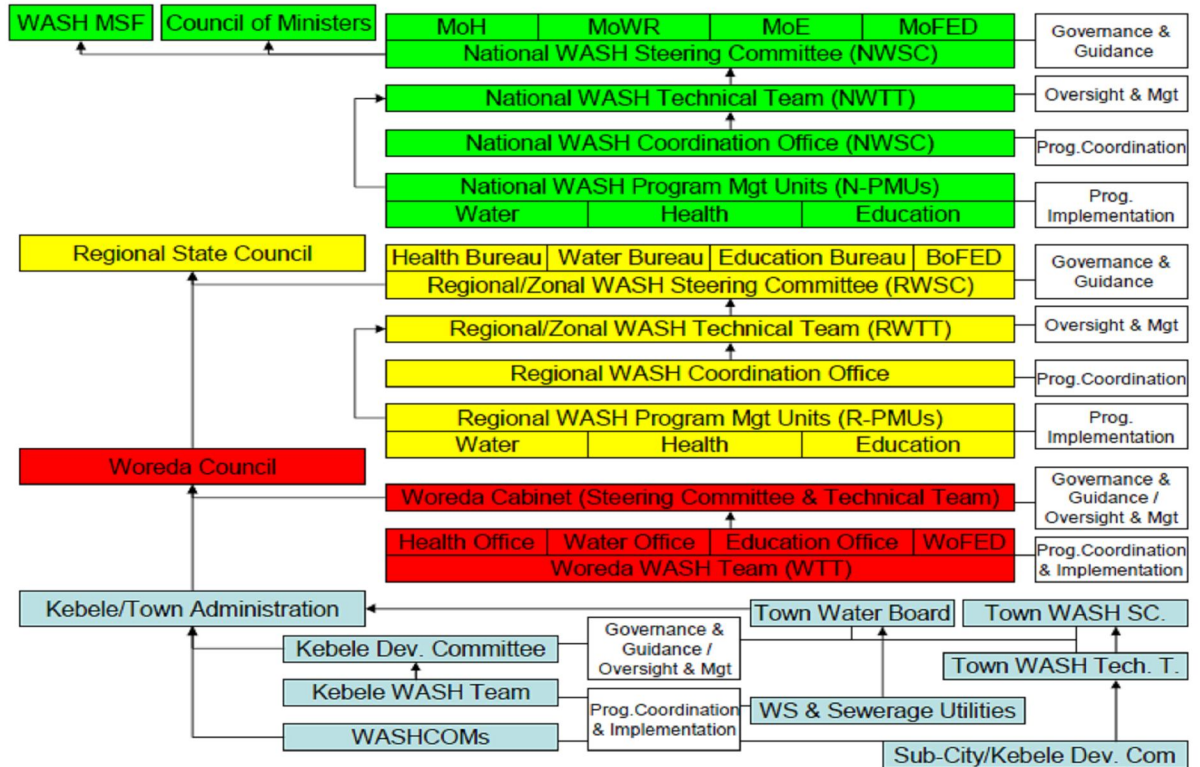 WASH MSF
Council of Ministers
MoH
MoWR
MoE
MoFED
National WASH Steering Committee (NWSC)
Governance &
Guidance
National WASH Technical Team (NWTT)
Oversight & Mgt
National WASH Coordination Office (NWSC)
Prog.Coordination
National WASH Program Mgt Units (N-PMUs)
Water
Health
Education
Prog.
Implementation
Regional State Council
Health Bureau
Water Bureau
Education Bureau
BoFED
Regional/Zonal WASH Steering Committee (RWSC)
Governance &
Guidance
Regional/Zonal WASH Technical Team (RWTT)
Oversight & Mgt
Regional WASH Coordination Office
Prog.Coordination
Regional WASH Program Mgt Units (R-PMUs)
Water
Health
Education
Prog.
Implementation
Woreda Council
Woreda Cabinet (Steering Committee & Technical Team)
Governance &
Guidance /
Oversight & Mgt
Health Office
Water Office
Education Office
WoFED
Woreda WASH Team (WTT)
Prog.Coordination
& Implementation
Kebele/Town Administration
Town Water Board
Town WASH SC.
Kebele Dev. Committee
Governance &
Guidance /
Oversight & Mgt
Town WASH Tech. T.
Kebele WASH Team
Prog.Coordination
& Implementation
WS & Sewerage Utilities
WASHCOMs
Sub-City/Kebele Dev. Com